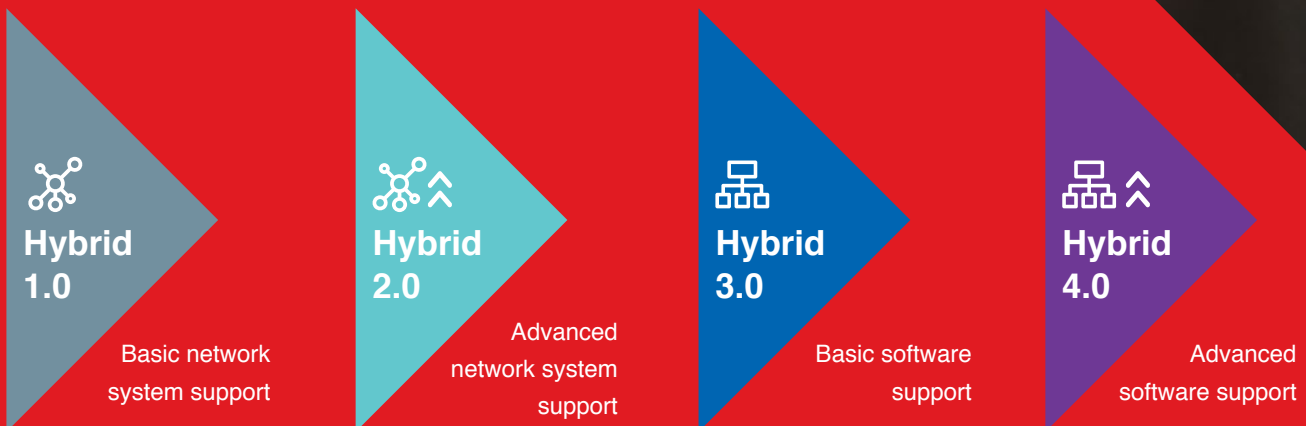 Hybrid
1.0
Basic network
system support
Hybrid
2.0
Advanced
network system
support
Hybrid
3.0
Basic software
support
Hybrid
4.0
Advanced
software support